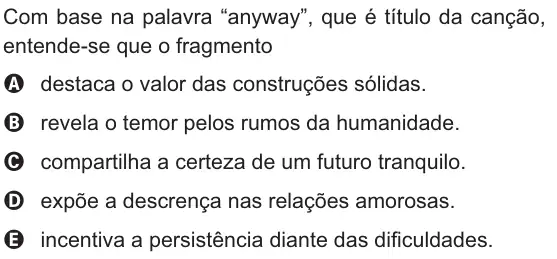 Com base na palavra “anyway”, que é título da canção,
entende-se que o fragmento
A destaca o valor das construções sólidas.
B revela o temor pelos rumos da humanidade.
C compartilha a certeza de um futuro tranquilo.
D expõe a descrença nas relações amorosas.
E incentiva a persistência diante das dificuldades.